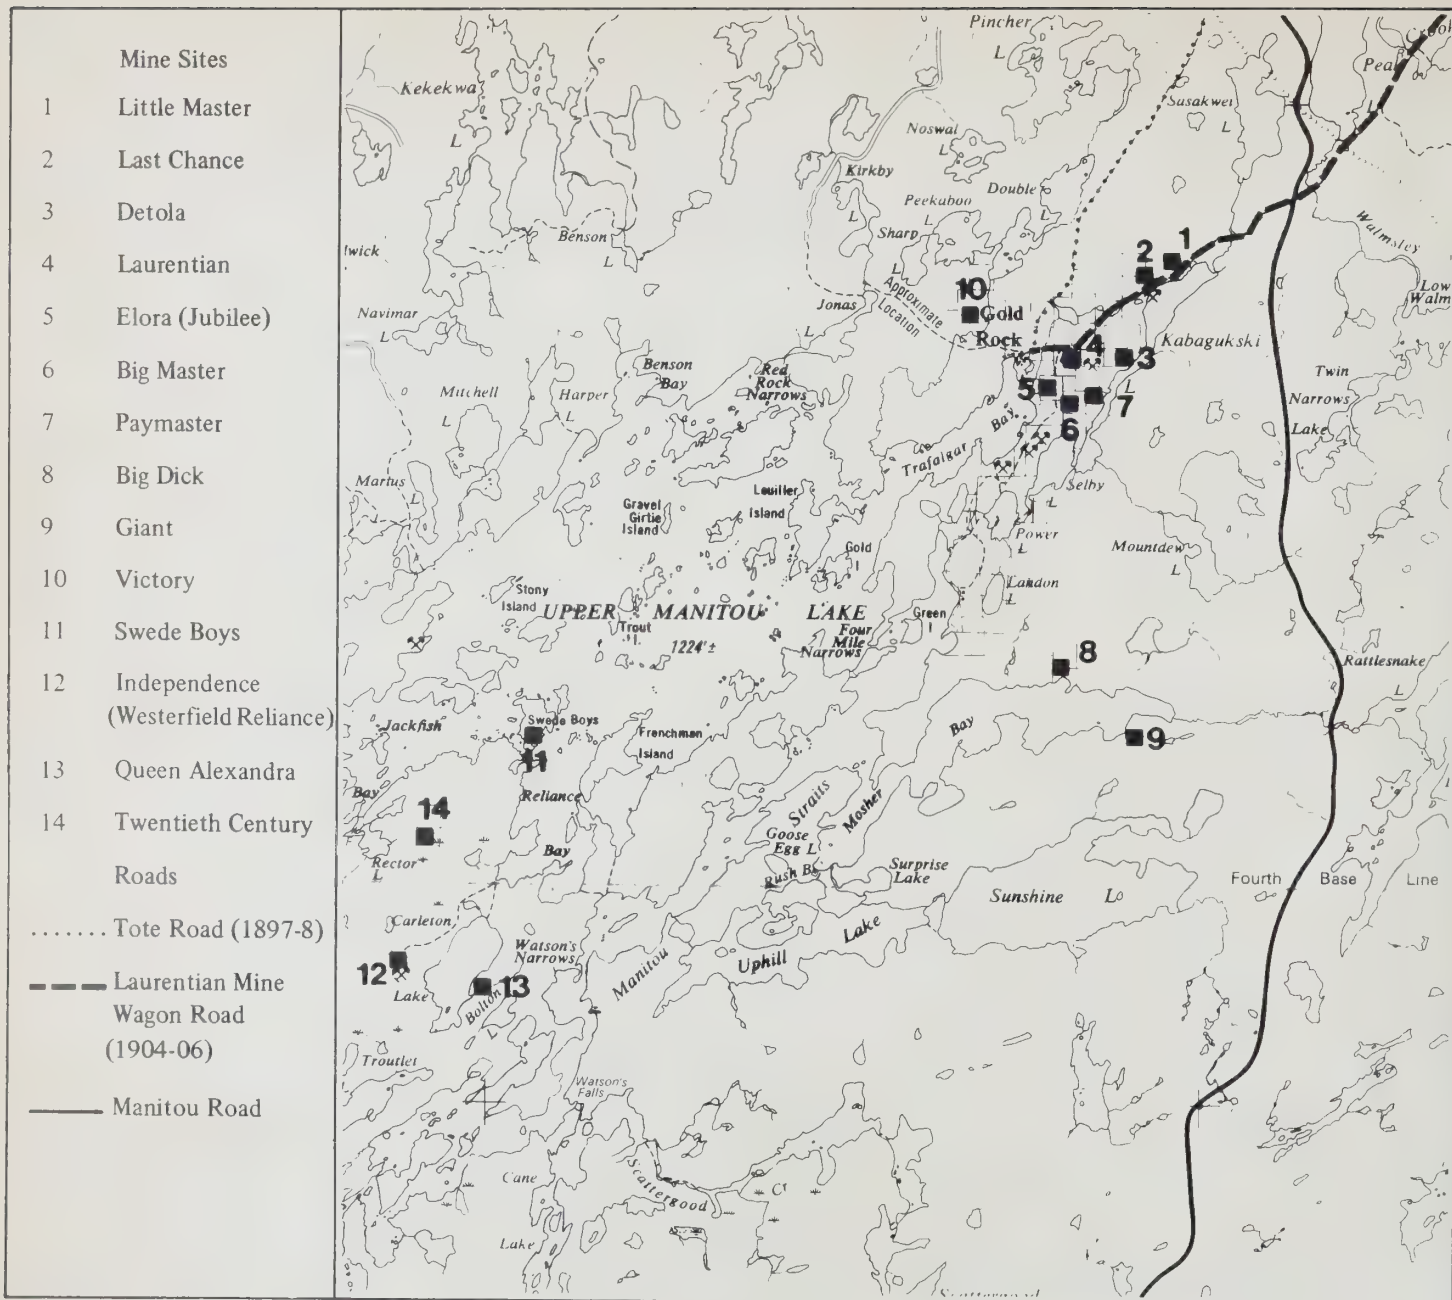 Mine Sites
1 Little Master
2 Last Chance
3 Detola
4 Laurentian
5 Elora (Jubilee)
6 Big Master
7 Paymaster
8 Big Dick
9 Giant
10 Victory
11 Swede Boys
12 Independence
(Westerfield Reliance)
13 Queen Alexandra
14 Twentieth Century
Roads
Tote Road (1897-8)
Laurentian Mine
Wagon Road
(1904-06)
Manitou Road
Pincher
L
Kekekwa
L
Noswal
L
Susakwei
L
Peak
Kirkby
L
Double
L
Peekaboo
L
Sharp
L
Benson
L
lwick
Walmsley
Low
Walm
Navimar
L
Jonas
L
Approximate
Location
10
Gold
Rock
2
1
4
3
Kabagukski
L
5
6
7
Twin
Narrows
Lake
Benson
Bay
Red
Rock
Narrows
Mitchell
L
Harper
L
Trafalgar
Bay
Martus
L
Gravel
Girtie
Island
Leuiller
Island
Gold
I
Selby
L
Power
L
Mountdew
L
Landon
L
Stony
Island
UPPER MANITOU LAKE
Trout
I.
1224'±
Four
Mile
Narrows
Green
I
8
Rattlesnake
L
Jackfish
Bay
Swede Boys
11
Frenchman
Island
Bay
9
Reliance
Bay
14
Rector
L
Straits
Mosher
Goose
Egg L
Rush B
Surprise
Lake
Sunshine L
Fourth Base Line
Carleton
Lake
12
Watson's
Narrows
13
Bolton
L
Manitou
Uphill
Lake
Troutlet
Watson's
Falls
Cane
Lake
Scattergood
Cr